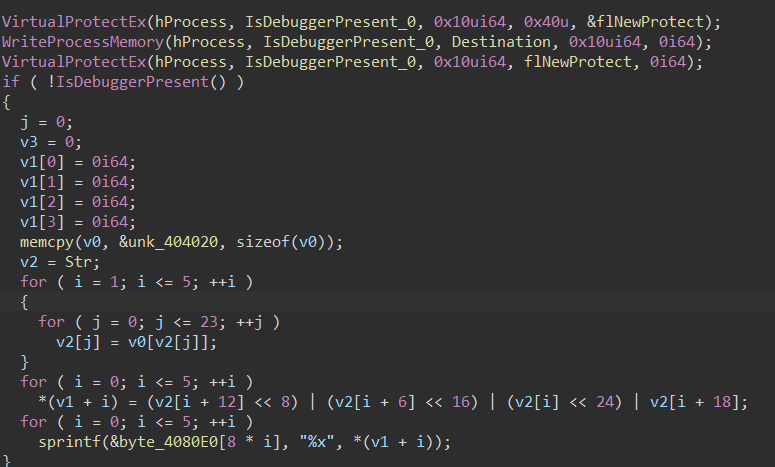 VirtualProtectEx(hProcess, IsDebuggerPresent_0, 0x10ui64, 0x40u, &flNewProtect);
WriteProcessMemory(hProcess, IsDebuggerPresent_0, Destination, 0x10ui64, 0i64);
VirtualProtectEx(hProcess, IsDebuggerPresent_0, 0x10ui64, flNewProtect, 0i64);
if ( !IsDebuggerPresent() )
{
  j = 0;
  v3 = 0;
  v1[0] = 0i64;
  v1[1] = 0i64;
  v1[2] = 0i64;
  v1[3] = 0i64;
  memcpy(v0, &unk_404020, sizeof(v0));
  v2 = Str;
  for ( i = 1; i <= 5; ++i )
  {
    for ( j = 0; j <= 23; ++j )
      v2[j] = v0[v2[j]];
  }
  for ( i = 0; i <= 5; ++i )
    *(v1 + i) = (v2[i + 12] << 8) | (v2[i + 6] << 16) | (v2[i] << 24) | v2[i + 18];
  for ( i = 0; i <= 5; ++i )
    sprintf(&byte_4080E0[8 * i], "%x", *(v1 + i));
}